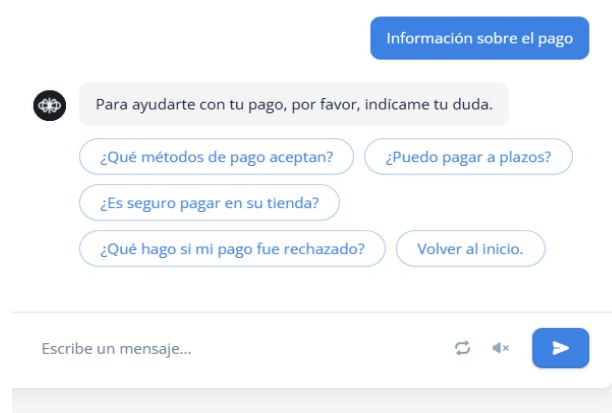 Información sobre el pago
Para ayudarte con tu pago, por favor, indícame tu duda.
¿Qué métodos de pago aceptan? ¿Puedo pagar a plazos?
¿Es seguro pagar en su tienda?
¿Qué hago si mi pago fue rechazado? Volver al inicio.
Escribe un mensaje...